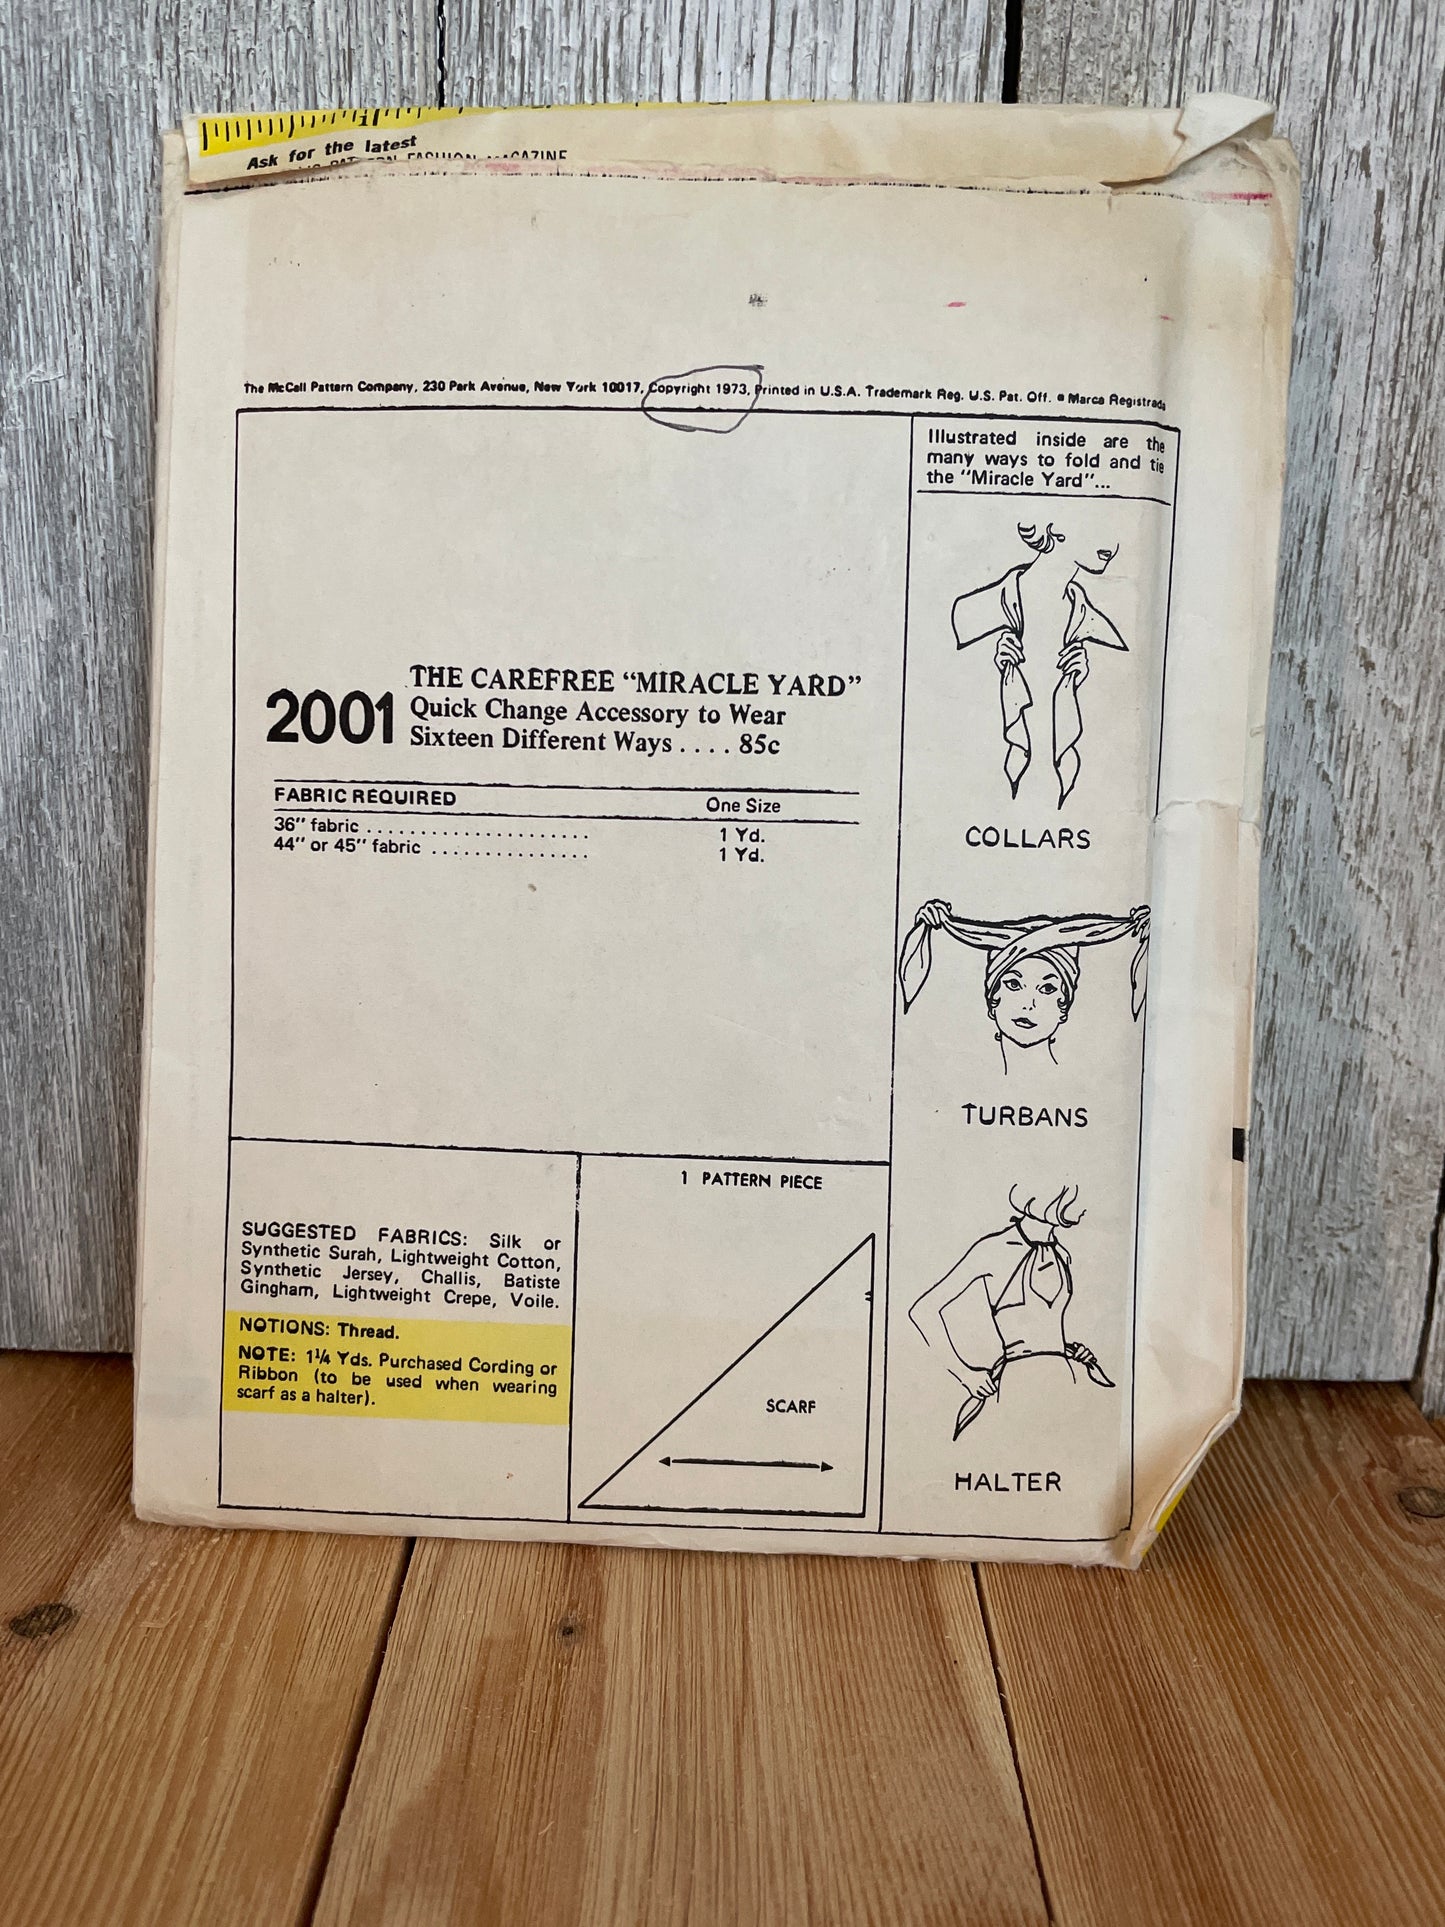 Ask for the latest
FASHION MAGAZINE
The McCall Pattern Company, 230 Park Avenue, New York 10017, Copyright 1973, Printed in U.S.A. Trademark Reg. U.S. Pat. Off. ® Marca Registrada
Illustrated inside are the
many ways to fold and tie
the "Miracle Yard"...
COLLARS
TURBANS
HALTER
2001
THE CAREFREE “MIRACLE YARD”
Quick Change Accessory to Wear
Sixteen Different Ways .... 85c
FABRIC REQUIRED One Size
36" fabric ...................... 1 Yd.
44" or 45" fabric ............... 1 Yd.
SUGGESTED FABRICS: Silk or
Synthetic Surah, Lightweight Cotton,
Synthetic Jersey, Challis, Batiste
Gingham, Lightweight Crepe, Voile.
NOTIONS: Thread.
NOTE: 1¼ Yds. Purchased Cording or
Ribbon (to be used when wearing
scarf as a halter).
1 PATTERN PIECE
SCARF